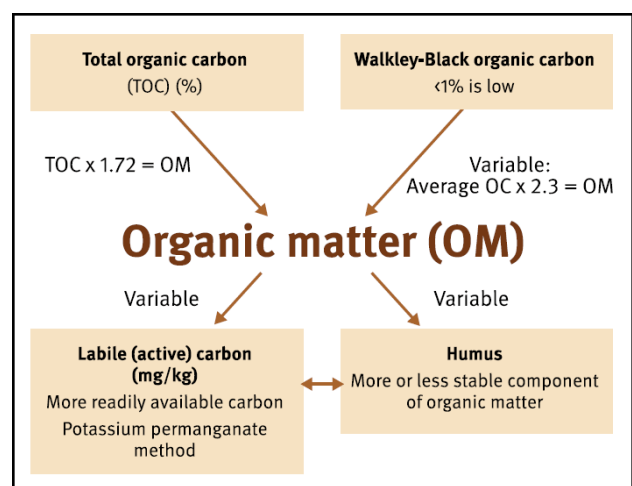 Total organic carbon
(TOC) (%)
Walkley-Black organic carbon
<1% is low
TOC x 1.72 = OM
Variable:
Average OC x 2.3 = OM
Organic matter (OM)
Variable
Variable
Labile (active) carbon
(mg/kg)
More readily available carbon
Potassium permanganate
method
Humus
More or less stable component
of organic matter